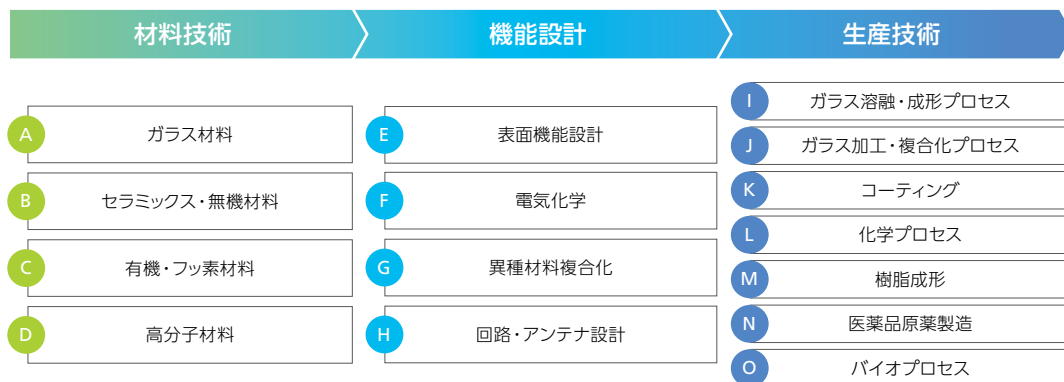 材料技術
機能設計
生産技術
A ガラス材料
B セラミックス・無機材料
C 有機・フッ素材料
D 高分子材料
E 表面機能設計
F 電気化学
G 異種材料複合化
H 回路・アンテナ設計
I ガラス溶融・成形プロセス
J ガラス加工・複合化プロセス
K コーティング
L 化学プロセス
M 樹脂成形
N 医薬品原薬製造
O バイオプロセス